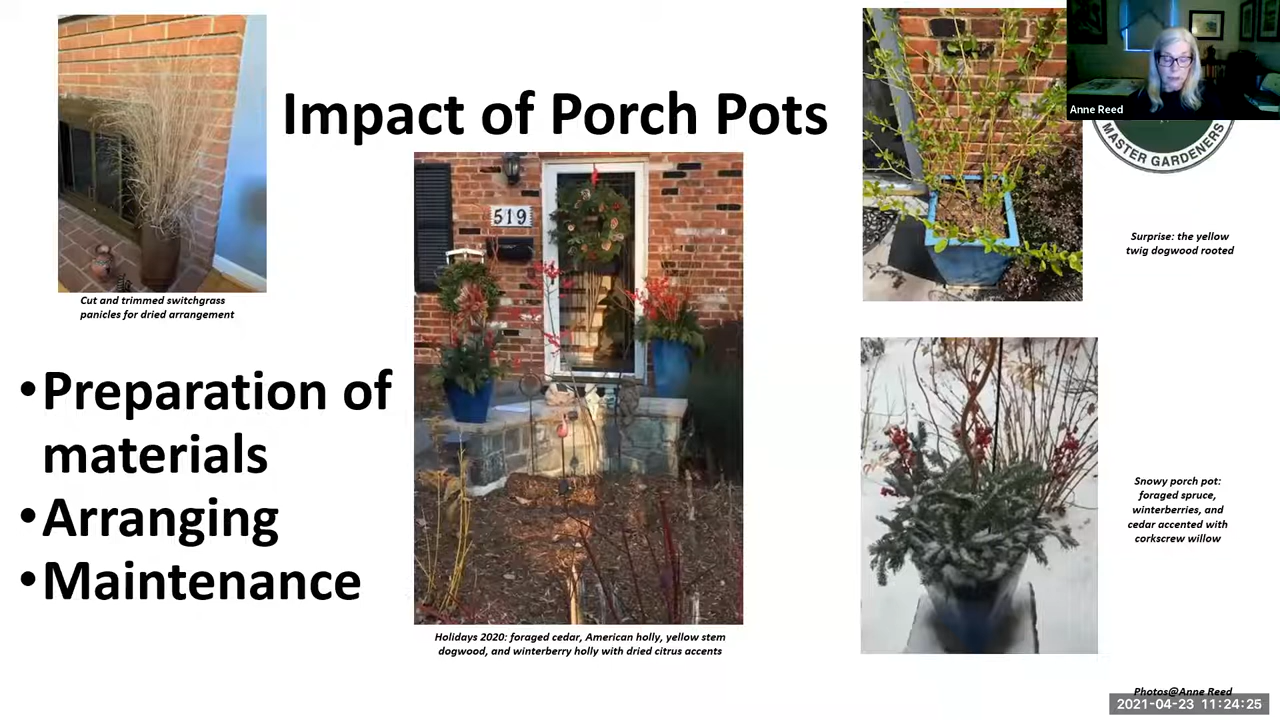 Impact of Porch Pots
Anne Reed
MASTER GARDENERS
519
Surprise: the yellow
twig dogwood rooted
Cut and trimmed switchgrass
panicles for dried arrangement
•Preparation of
materials
•Arranging
•Maintenance
Snowy porch pot:
foraged spruce,
winterberries, and
cedar accented with
corkscrew willow
Holidays 2020: foraged cedar, American holly, yellow stem
dogwood, and winterberry holly with dried citrus accents
Photos@Anne Reed
2021-04-23 11:24:25